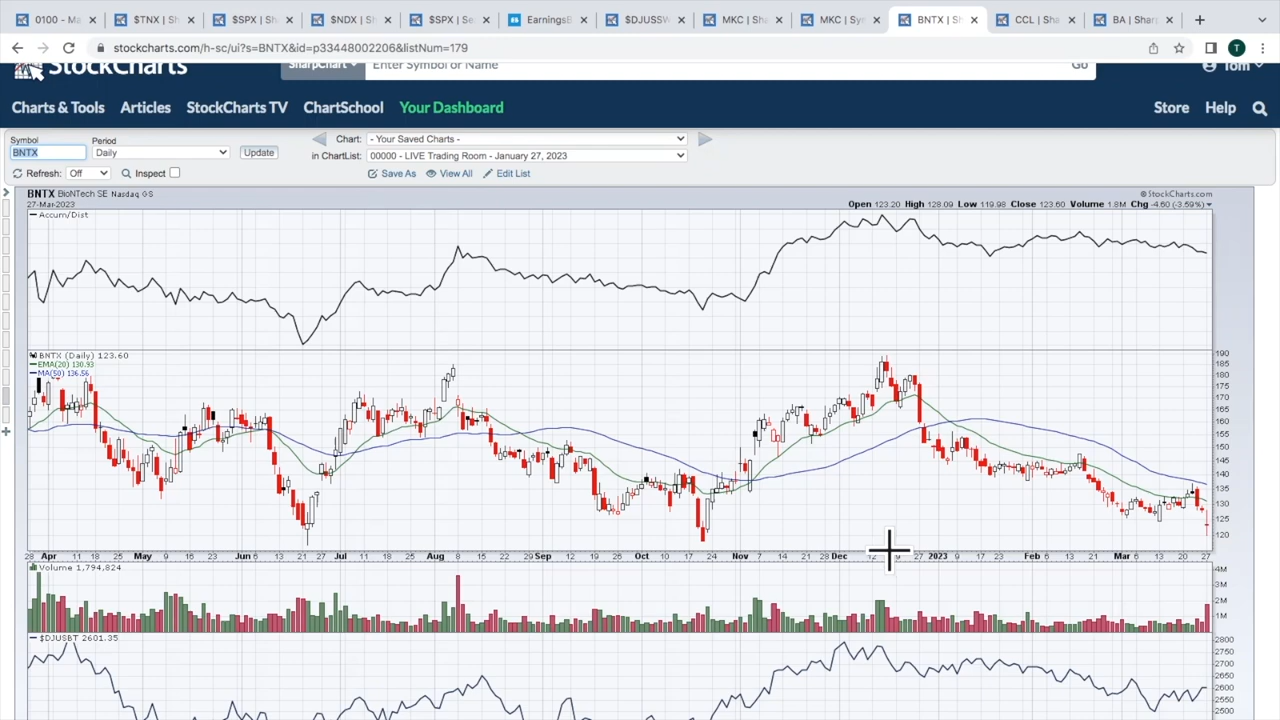 0100 - Ma
$TNX | Sh
$SPX | Sha
$NDX | Sh
$SPX | Se
EarningsB
$DJUSSW
MKC | Sha
MKC | Sy
BNTX | Sh
CCL | Sha
BA | Shar
stockcharts.com/h-sc/ui?s=BNTX&id=p33448002206&listNum=179
T
StockCharts
SharpChart
Enter Symbol or Name
Go
Tom
Charts & Tools
Articles
StockCharts TV
ChartSchool
Your Dashboard
Store
Help
Symbol
Period
Chart:
- Your Saved Charts -
BNTX
Daily
Update
in ChartList:
00000 - LIVE Trading Room - January 27, 2023
Refresh:
Off
Inspect
Save As
View All
Edit List
BNTX BioNTech SE Nasdaq GS
© StockCharts.com
27-Mar-2023
Open 123.20 High 128.09 Low 119.98 Close 123.60 Volume 1.8M Chg -4.60 (-3.59%)
Accum/Dist
BNTX (Daily) 123.60
EMA(20) 130.93
MA(50) 136.56
190
185
180
175
170
165
160
155
150
145
140
135
130
125
120
28 Apr 11 18 25 May 9 16 23 Jun 6 13 21 Jul 11 18 25 Aug 8 15 22 Sep 12 19 26 Oct 10 17 24 Nov 7 14 21 28 Dec 12 9 27 2023 9 17 23 Feb 6 13 21 Mar 6 13 20 27
Volume 1,794,824
4M
3M
2M
1M
$DJUSBT 2601.35
2800
2750
2700
2650
2600
2550
2500